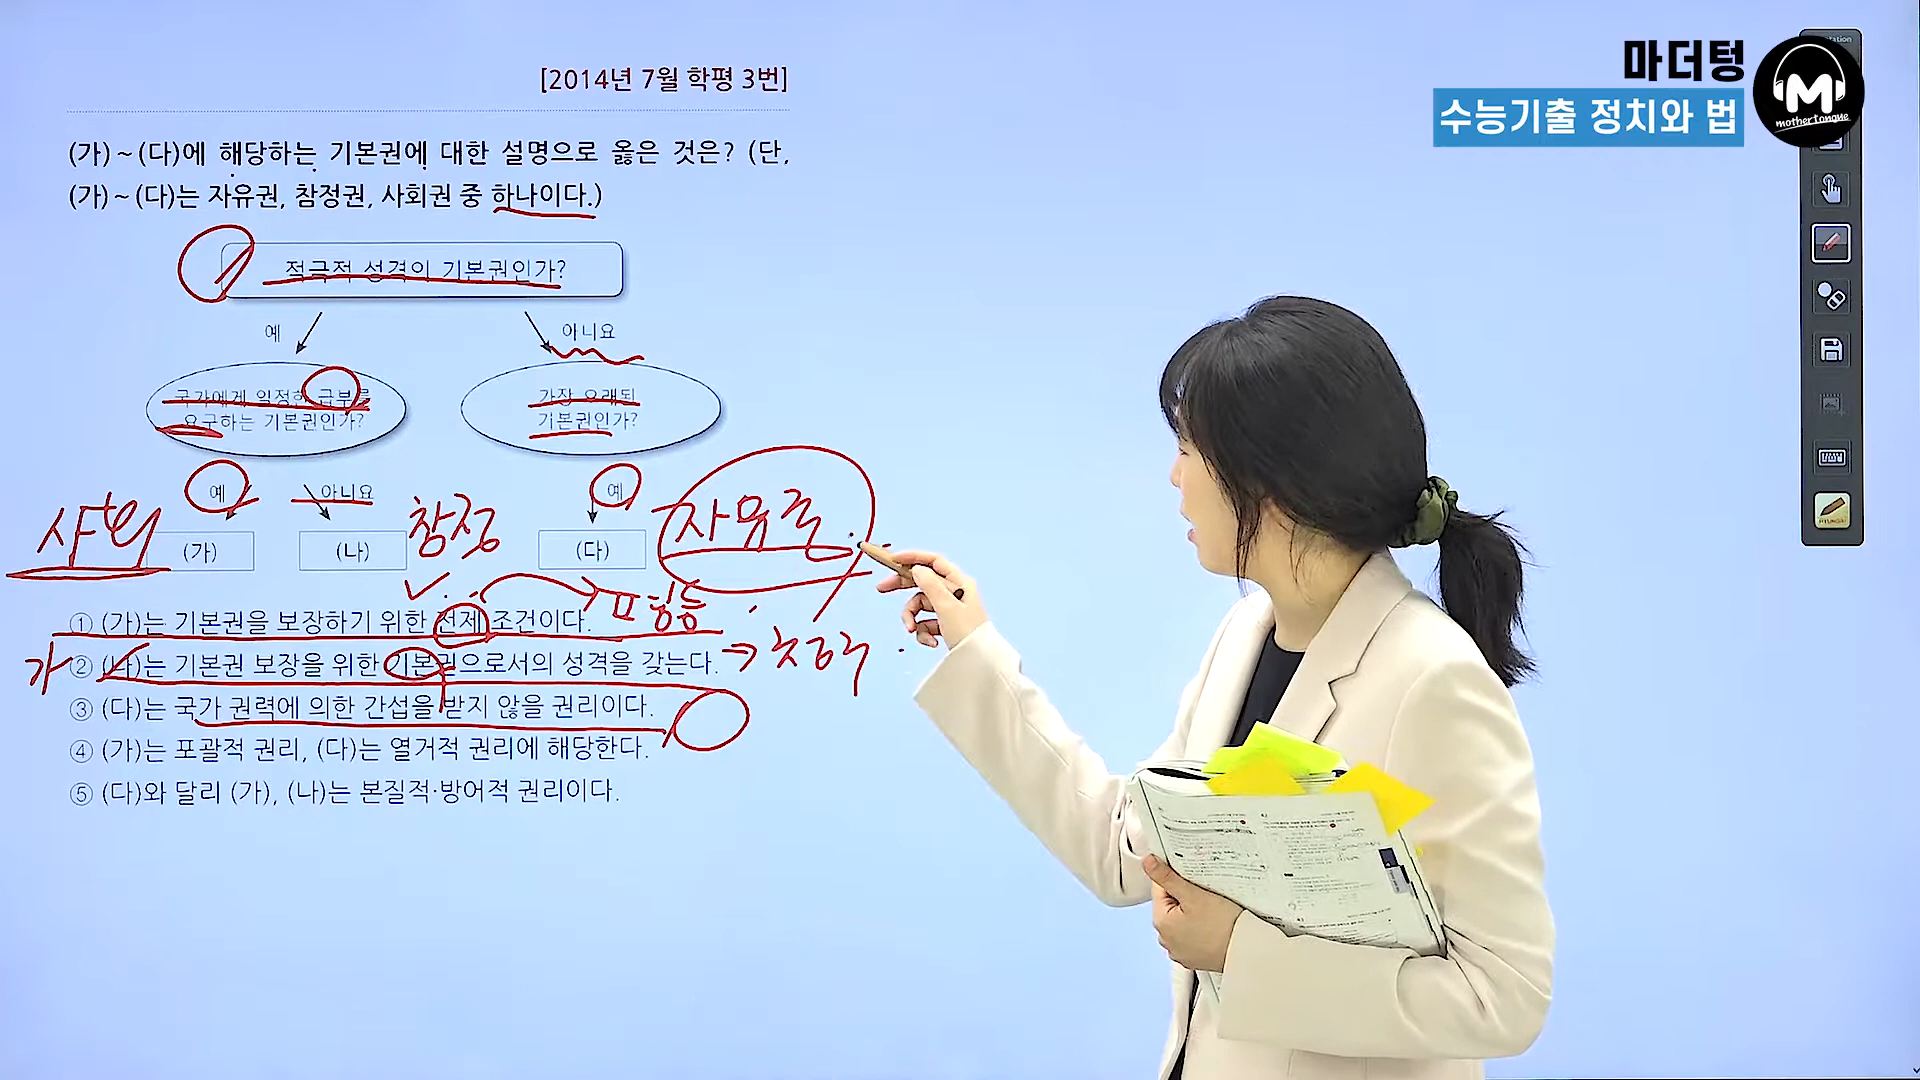 마더텅
수능기출 정치와 법
mothertongue
[2014년 7월 학평 3번]
(가)~(다)에 해당하는 기본권에 대한 설명으로 옳은 것은? (단,
(가)~(다)는 자유권, 참정권, 사회권 중 하나이다.)
적극적 성격이 기본권인가?
예
아니요
국가에게 일정한 급부를
요구하는 기본권인가?
가장 오래된
기본권인가?
예
아니요
예
사회
(가)
(나)
참정
(다)
자유
① (가)는 기본권을 보장하기 위한 전제 조건이다.
평등
가
② (나)는 기본권 보장을 위한 기본권으로서의 성격을 갖는다.
→ 청구
③ (다)는 국가 권력에 의한 간섭을 받지 않을 권리이다.
④ (가)는 포괄적 권리, (다)는 열거적 권리에 해당한다.
⑤ (다)와 달리 (가), (나)는 본질적·방어적 권리이다.